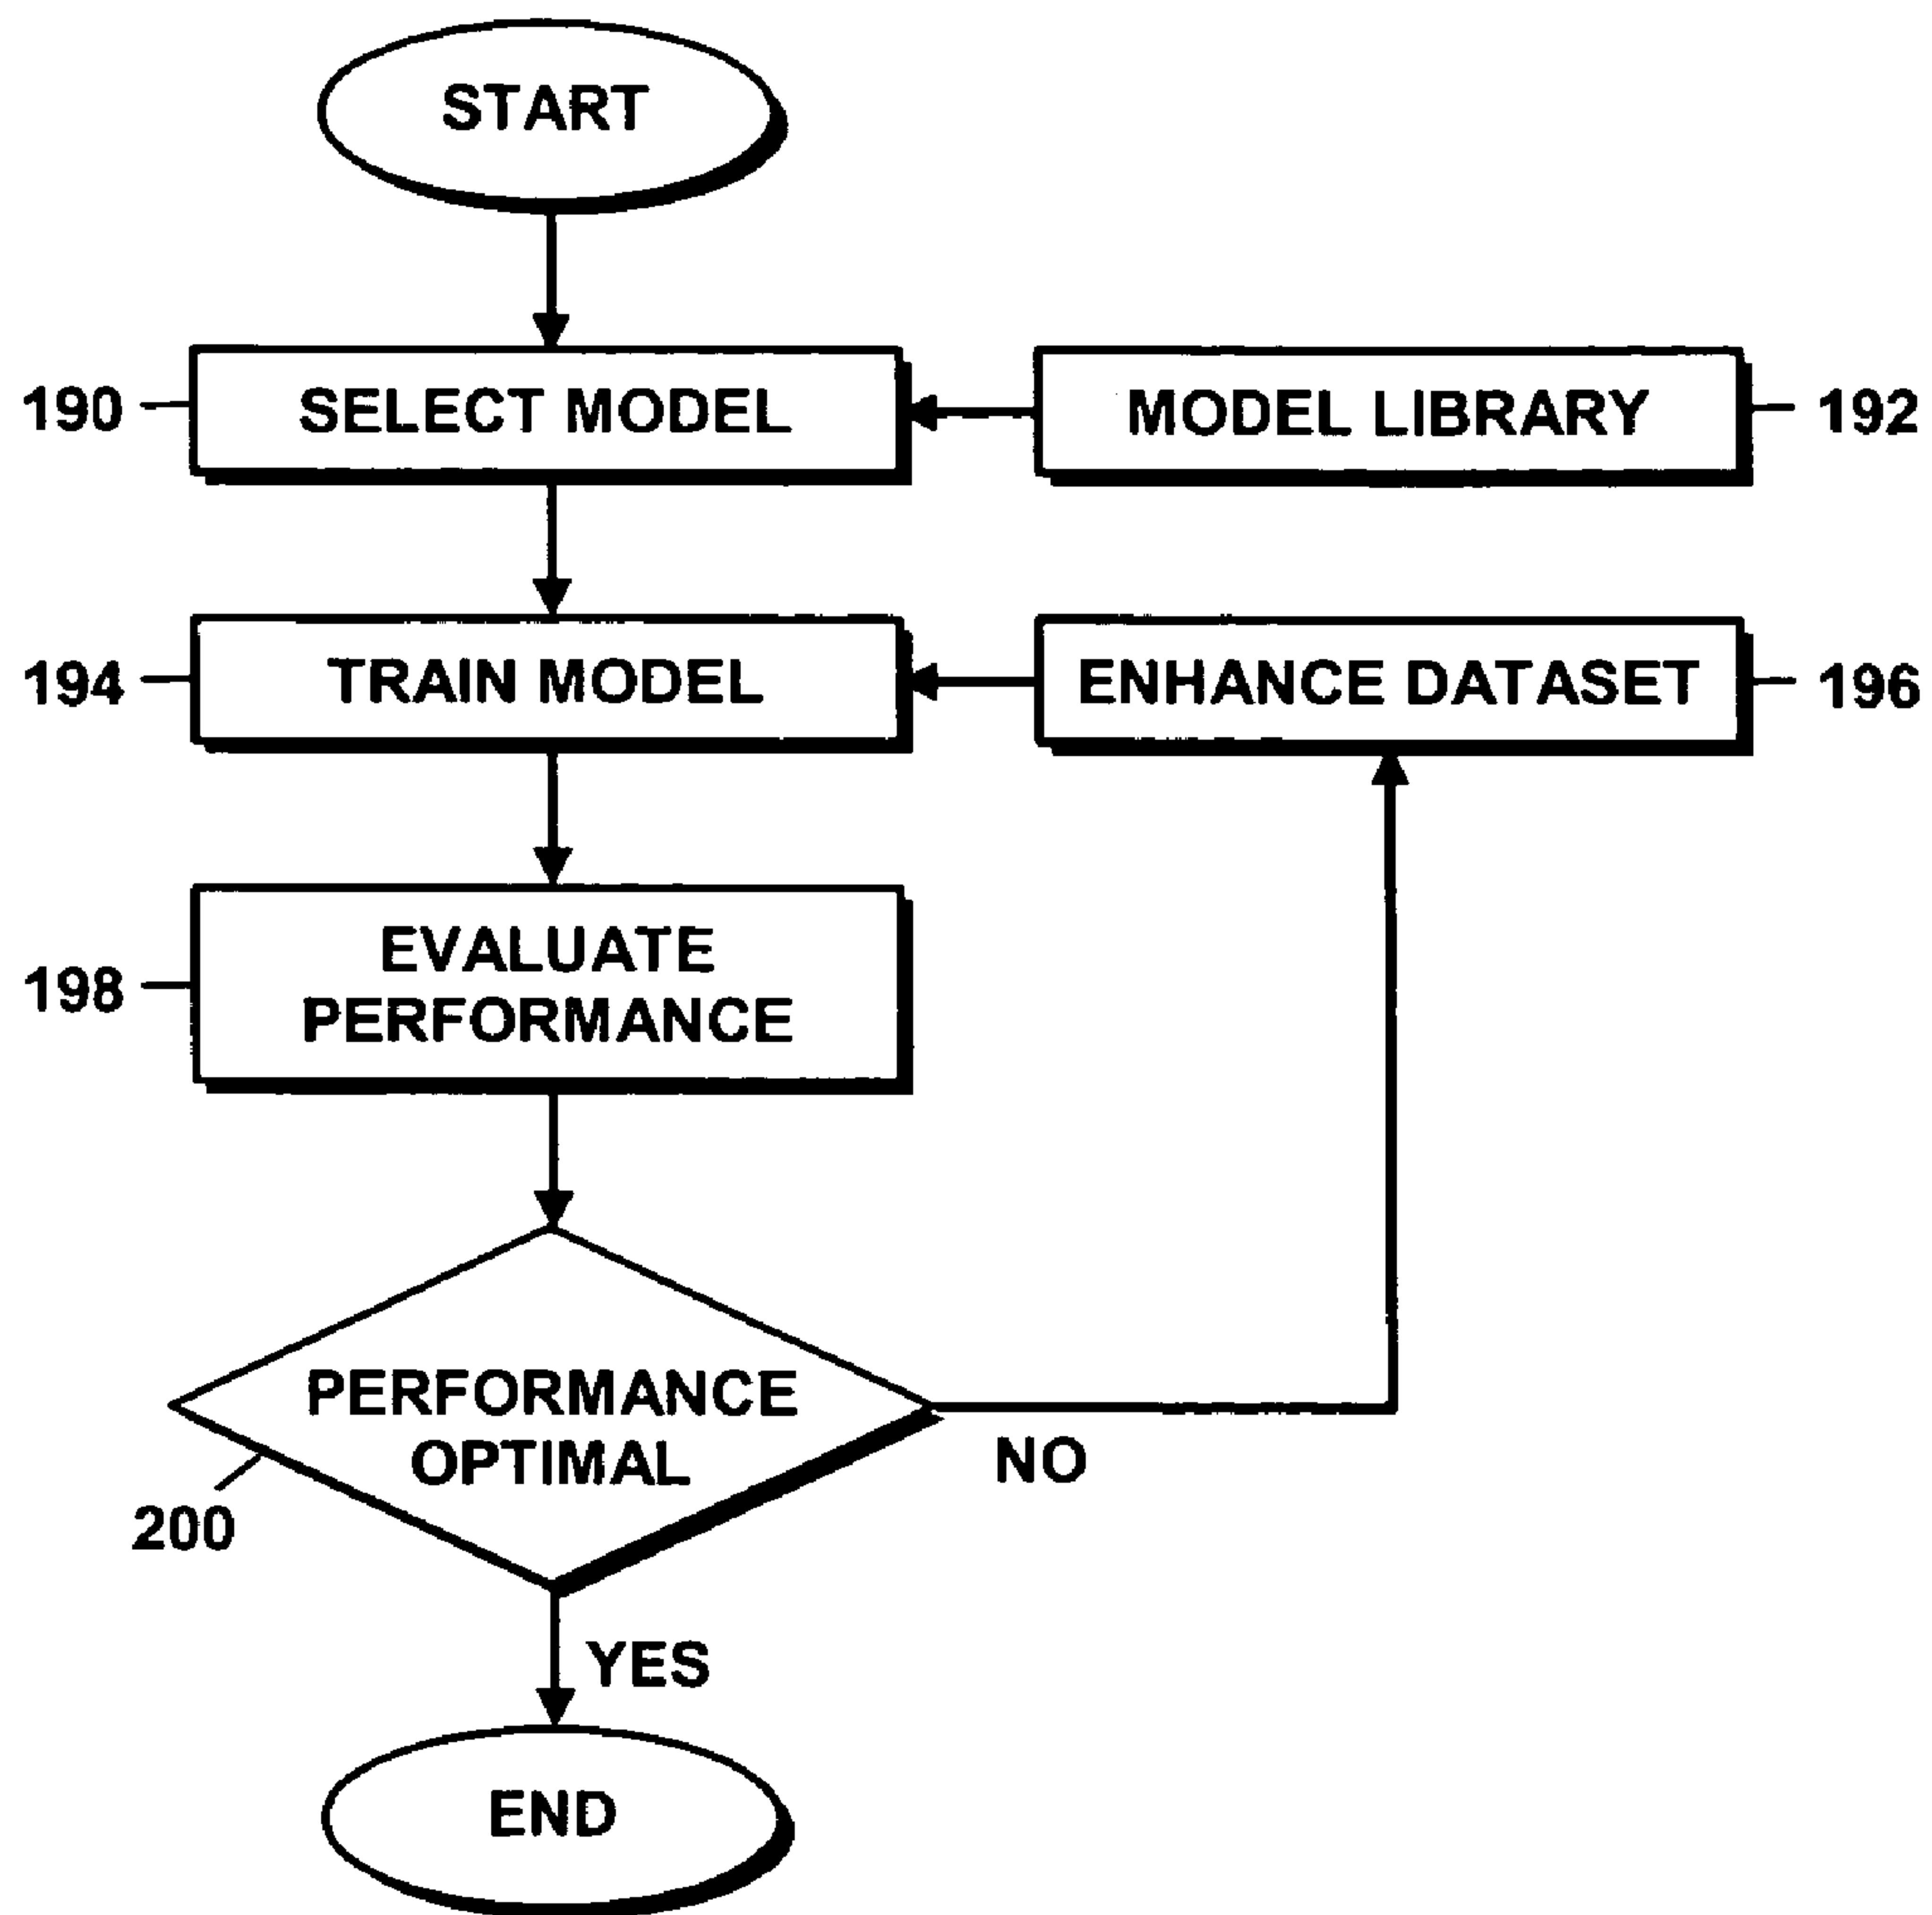 START
190
SELECT MODEL
MODEL LIBRARY
192
194
TRAIN MODEL
ENHANCE DATASET
196
198
EVALUATE
PERFORMANCE
PERFORMANCE
OPTIMAL
NO
200
YES
END